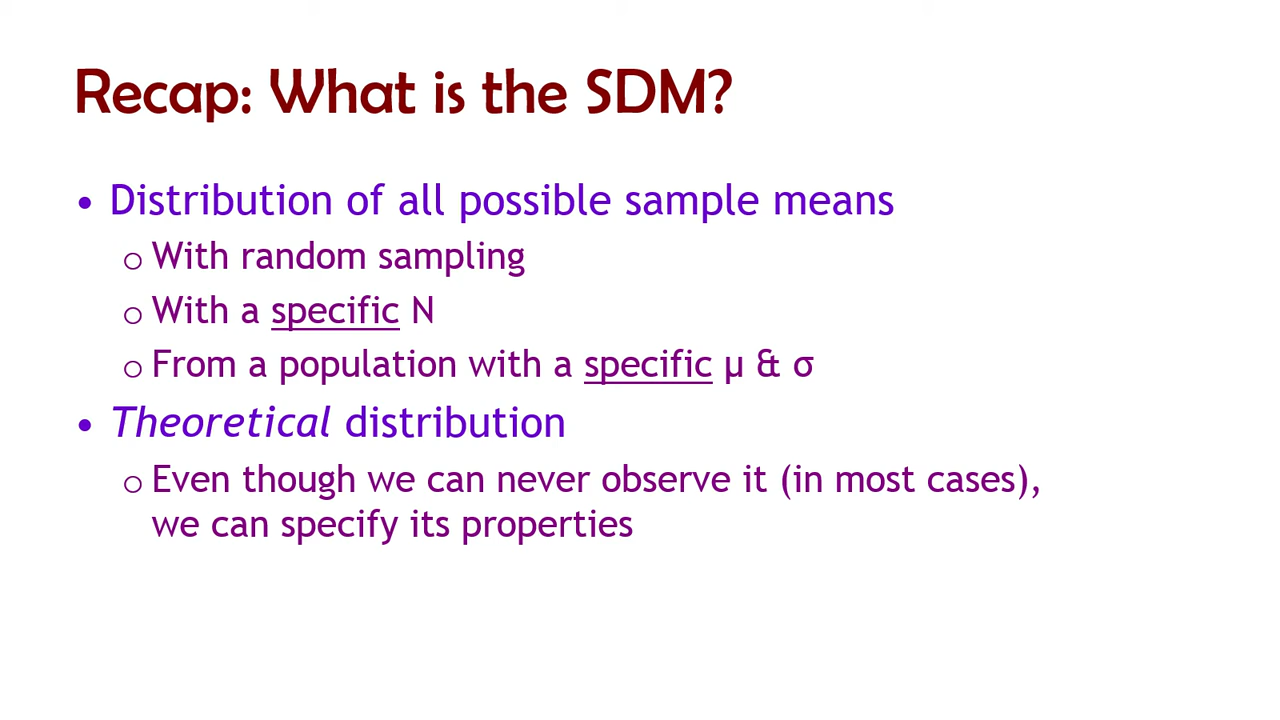 Recap: What is the SDM?
• Distribution of all possible sample means
o With random sampling
o With a specific N
o From a population with a specific µ & σ
• Theoretical distribution
o Even though we can never observe it (in most cases),
we can specify its properties